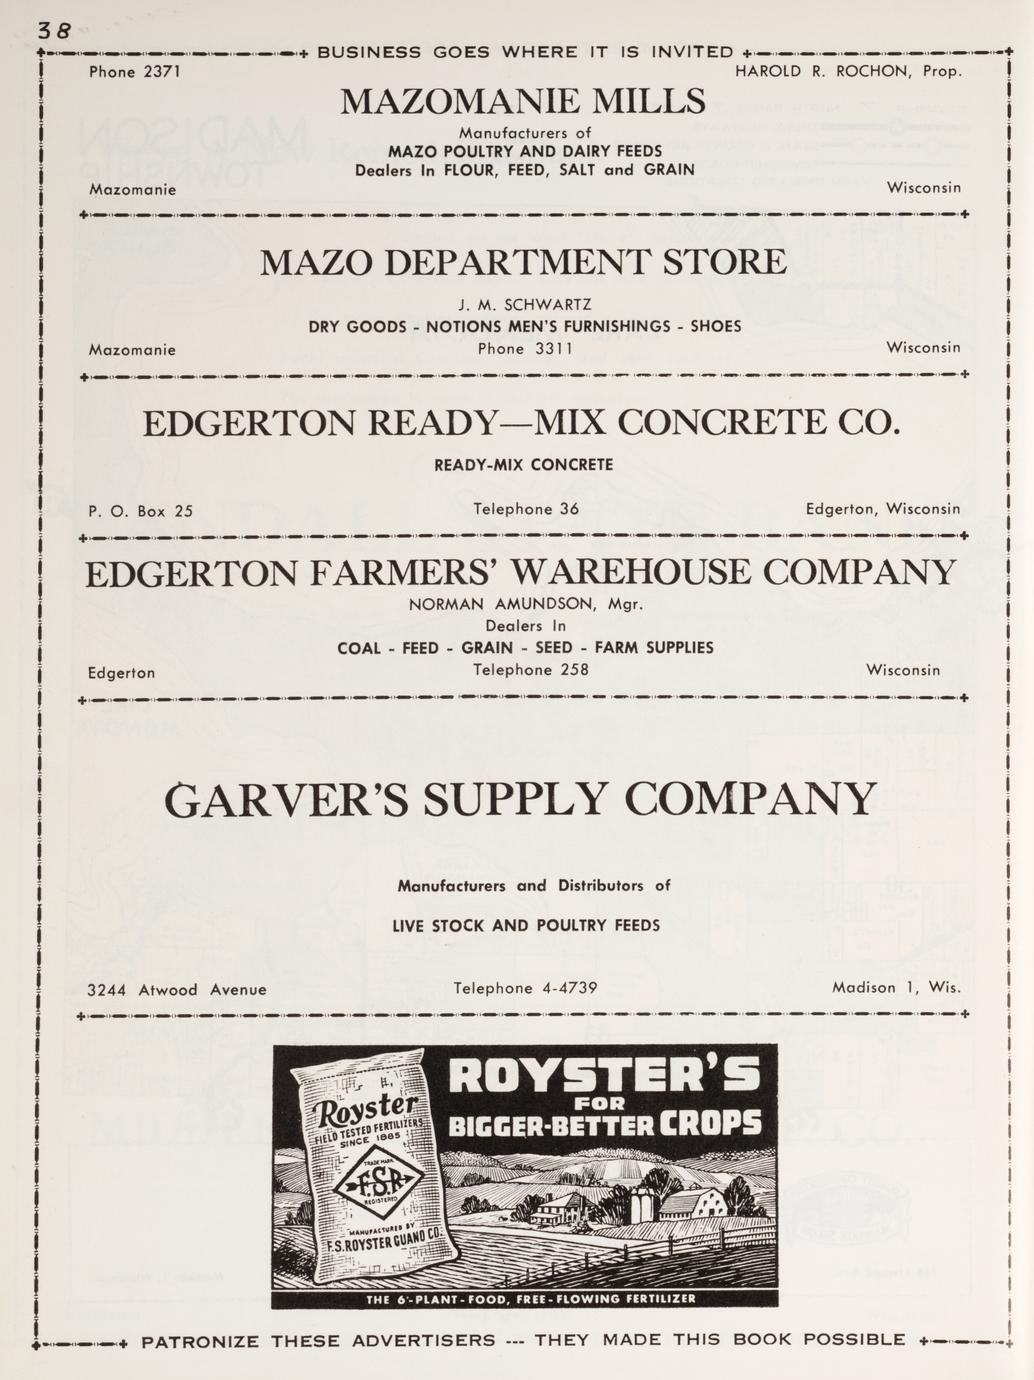 38
BUSINESS GOES WHERE IT IS INVITED
Phone 2371 HAROLD R. ROCHON, Prop.
MAZOMANIE MILLS
Manufacturers of
MAZO POULTRY AND DAIRY FEEDS
Dealers In FLOUR, FEED, SALT and GRAIN
Mazomanie Wisconsin
MAZO DEPARTMENT STORE
J. M. SCHWARTZ
DRY GOODS - NOTIONS MEN'S FURNISHINGS - SHOES
Mazomanie Phone 3311 Wisconsin
EDGERTON READY—MIX CONCRETE CO.
READY-MIX CONCRETE
P. O. Box 25 Telephone 36 Edgerton, Wisconsin
EDGERTON FARMERS' WAREHOUSE COMPANY
NORMAN AMUNDSON, Mgr.
Dealers In
COAL - FEED - GRAIN - SEED - FARM SUPPLIES
Edgerton Telephone 258 Wisconsin
GARVER'S SUPPLY COMPANY
Manufacturers and Distributors of
LIVE STOCK AND POULTRY FEEDS
3244 Atwood Avenue Telephone 4-4739 Madison 1, Wis.
ROYSTER'S
FOR
BIGGER-BETTER CROPS
Royster
FIELD TESTED FERTILIZERS
SINCE 1885
TRADE MARK
F.S.R
REGISTERED
MANUFACTURED BY
F.S.ROYSTER GUANO CO.
THE 6-PLANT-FOOD, FREE-FLOWING FERTILIZER
PATRONIZE THESE ADVERTISERS --- THEY MADE THIS BOOK POSSIBLE